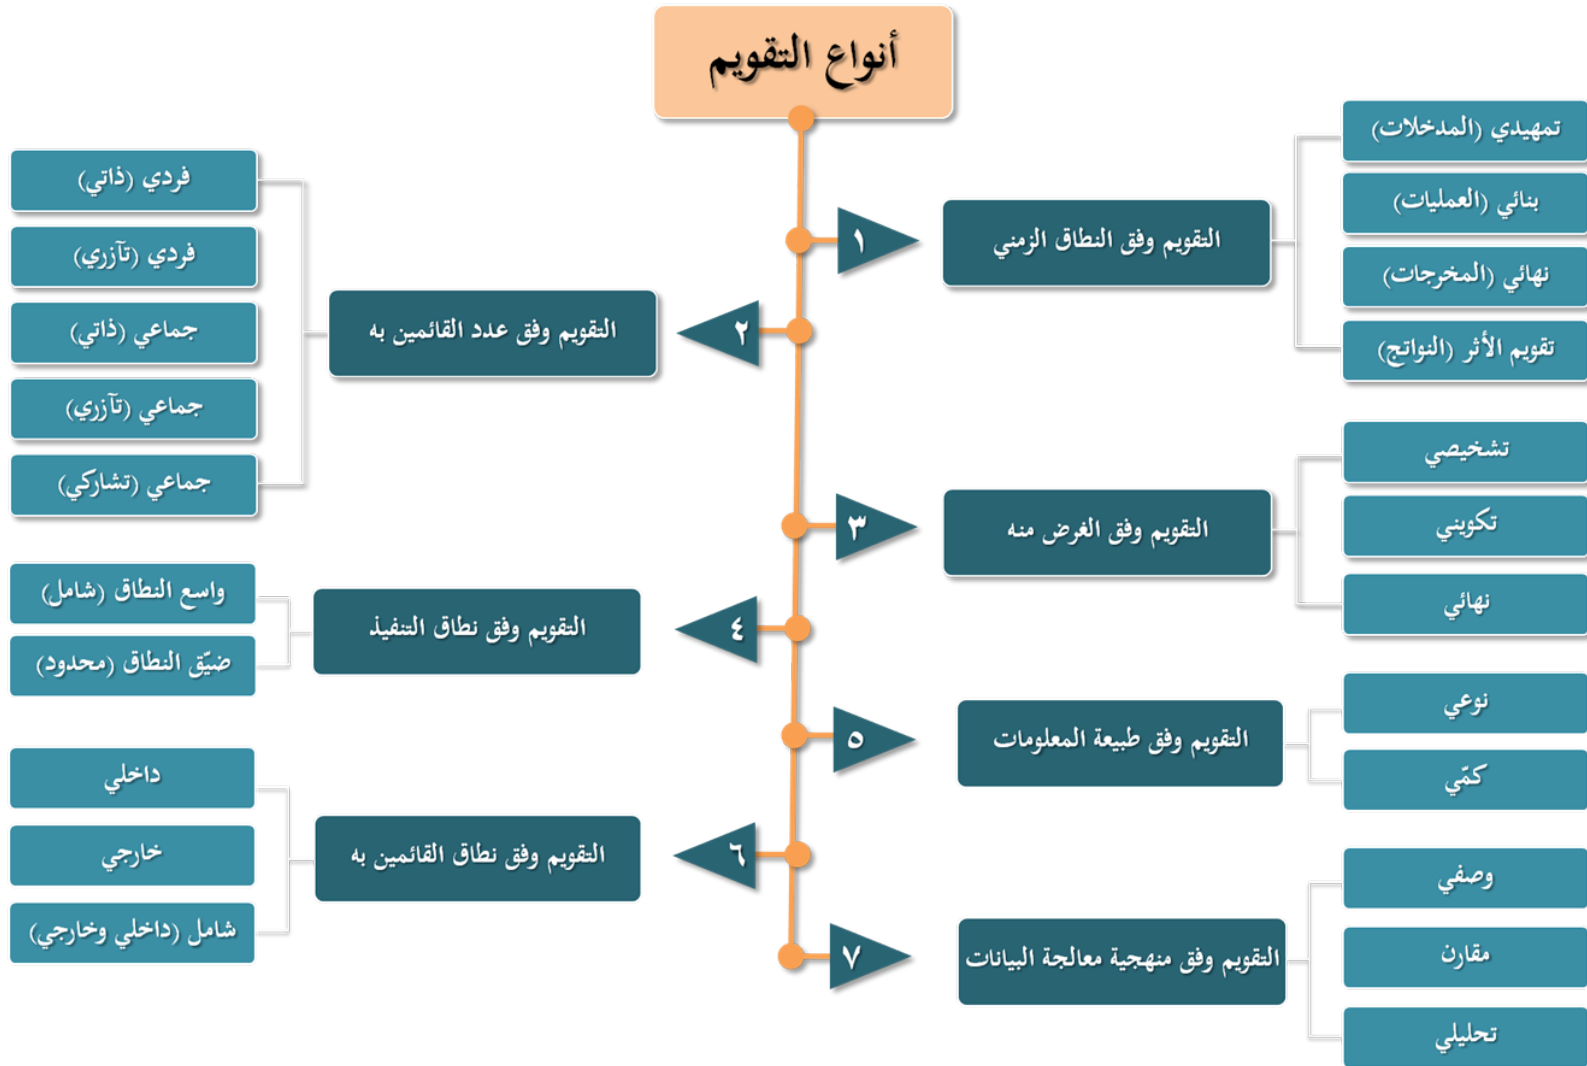 أنواع التقويم
١
التقويم وفق النطاق الزمني
تمهيدي (المدخلات)
بنائي (العمليات)
نهائي (المخرجات)
تقويم الأثر (النواتج)
٢
التقويم وفق عدد القائمين به
فردي (ذاتي)
فردي (تآزري)
جماعي (ذاتي)
جماعي (تآزري)
جماعي (تشاركي)
٣
التقويم وفق الغرض منه
تشخيصي
تكويني
نهائي
٤
التقويم وفق نطاق التنفيذ
واسع النطاق (شامل)
ضيّق النطاق (محدود)
٥
التقويم وفق طبيعة المعلومات
نوعي
كمّي
٦
التقويم وفق نطاق القائمين به
داخلي
خارجي
شامل (داخلي وخارجي)
٧
التقويم وفق منهجية معالجة البيانات
وصفي
مقارن
تحليلي